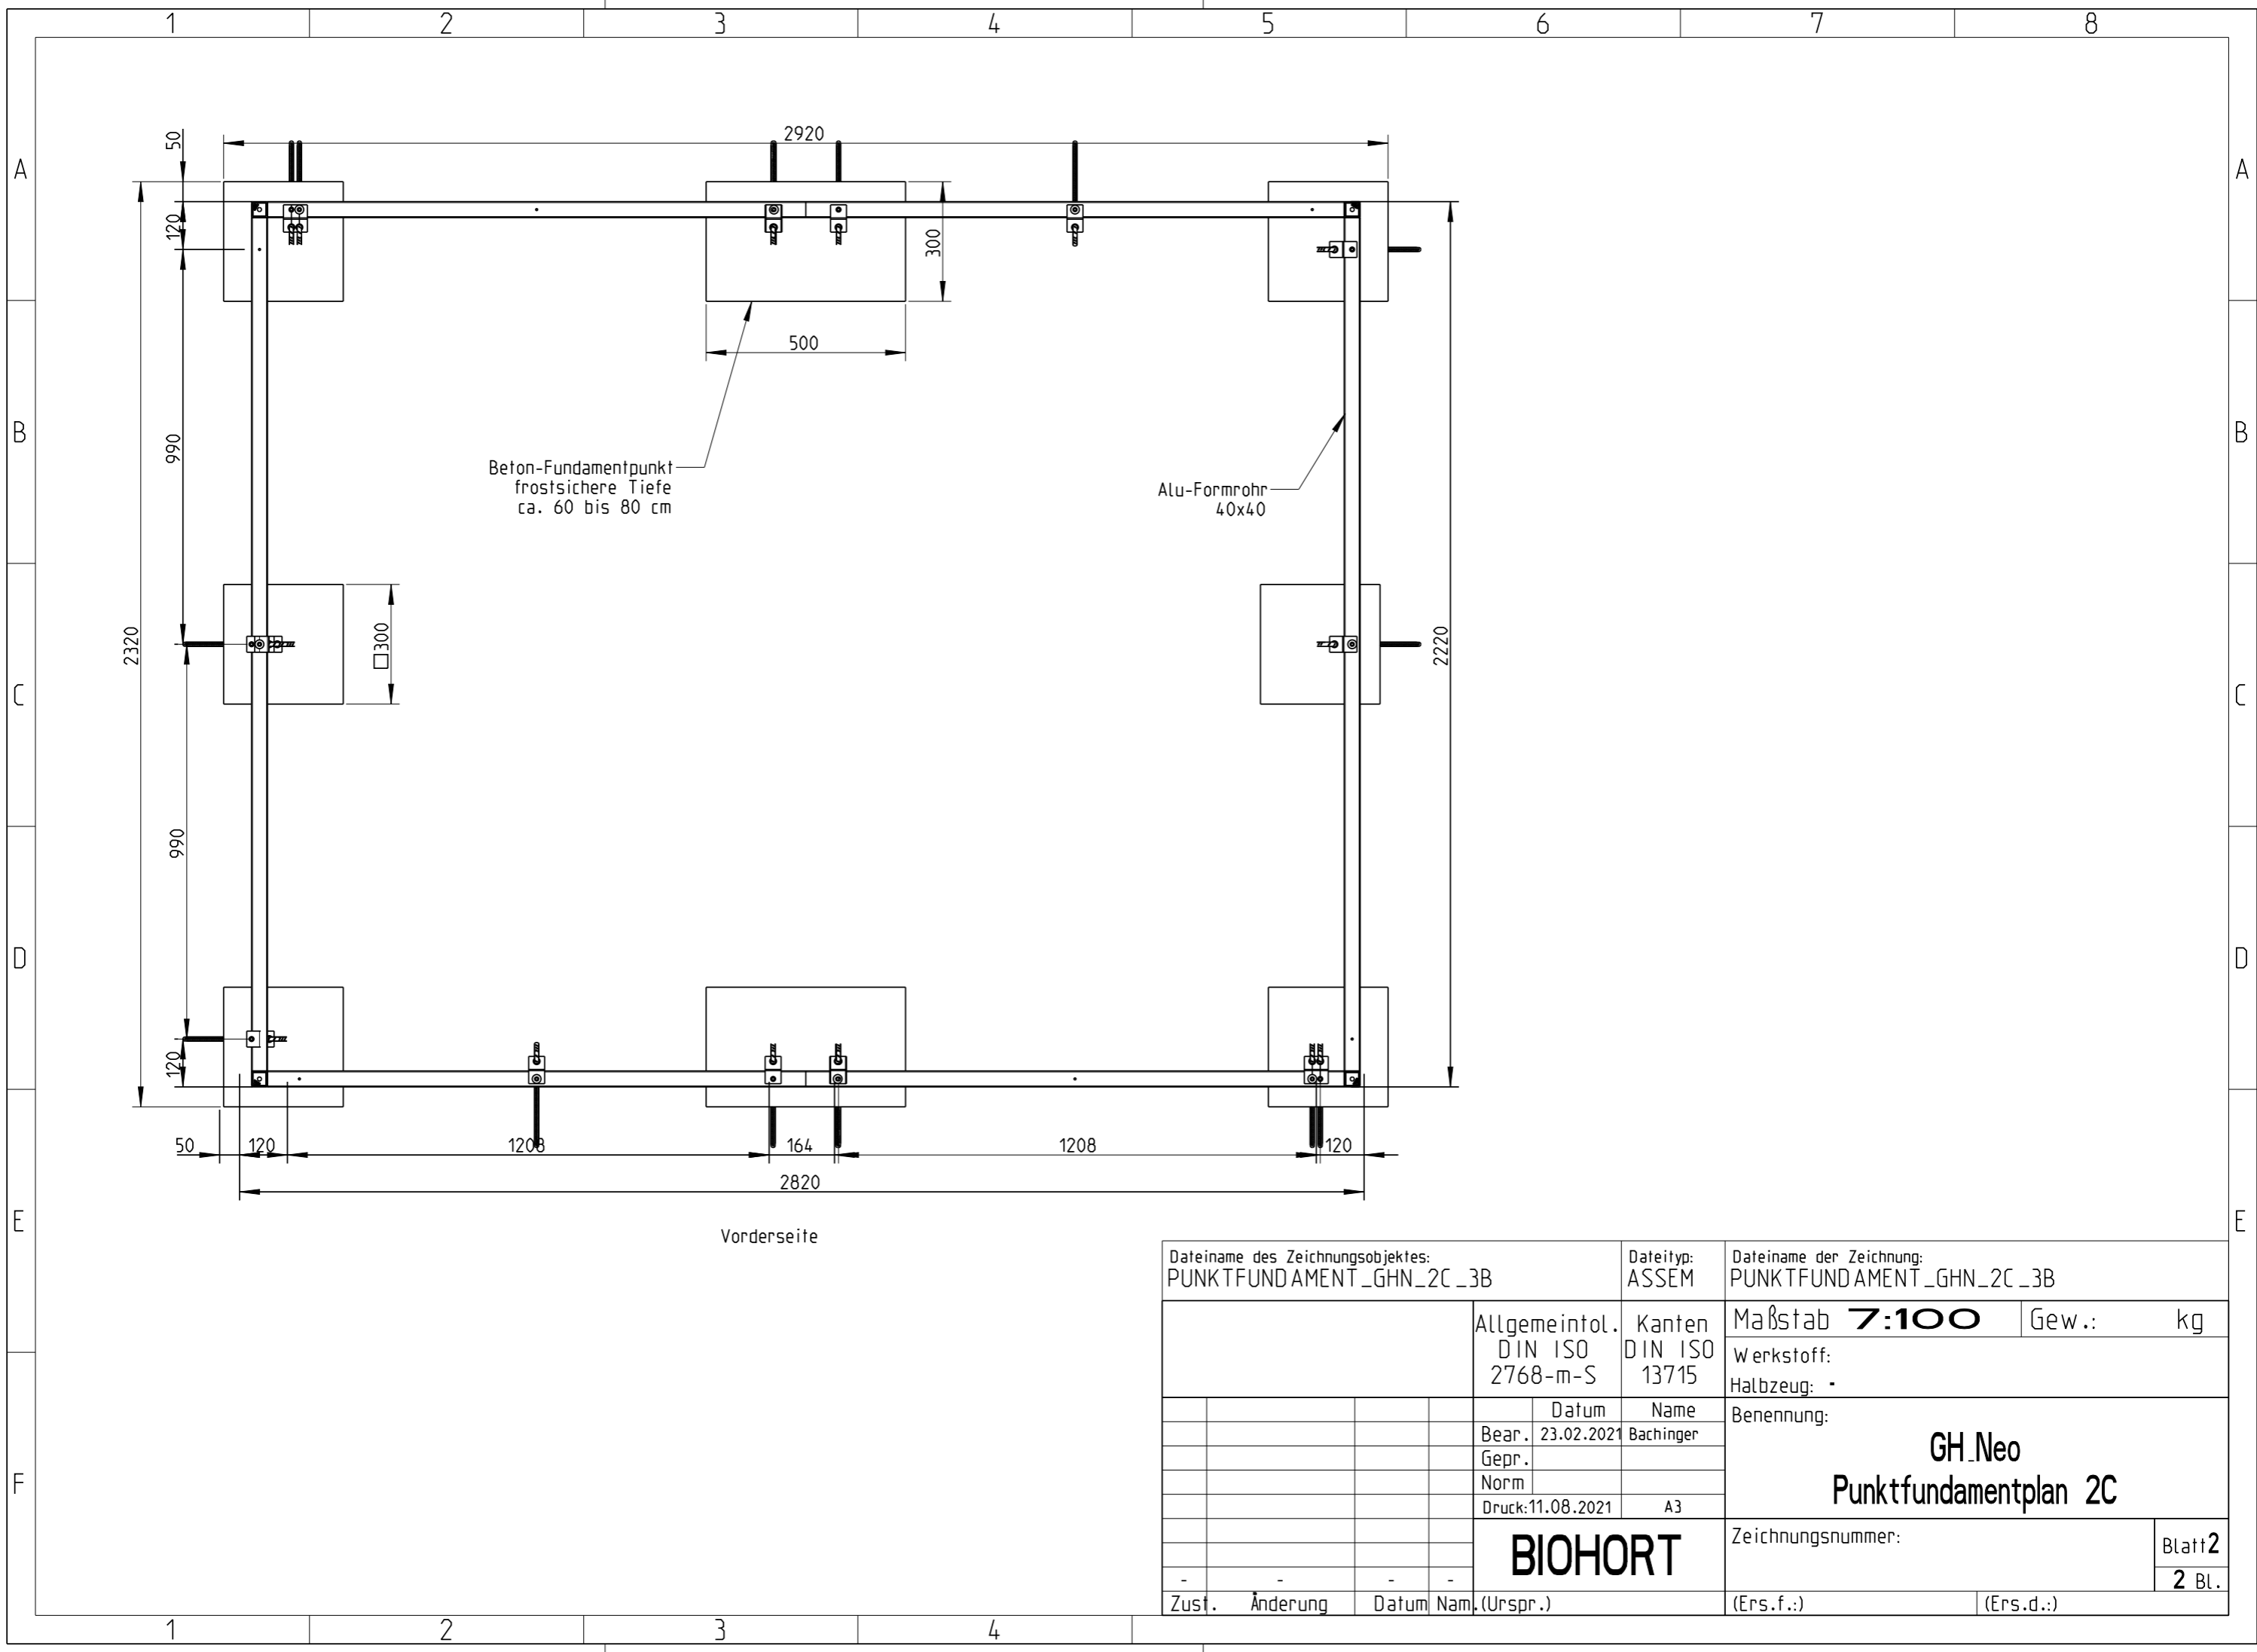 1 2 3 4 5 6 7 8
A A
B B
C C
D D
E E
F
2920
50
120
300
500
990
Beton-Fundamentpunkt
frostsichere Tiefe
ca. 60 bis 80 cm
Alu-Formrohr
40x40
2320
□300
2220
990
120
50 120 1208 164 1208 120
2820
Vorderseite
Dateiname des Zeichnungsobjektes:
PUNKTFUNDAMENT_GHN_2C_3B
Dateityp:
ASSEM
Dateiname der Zeichnung:
PUNKTFUNDAMENT_GHN_2C_3B
Allgemeintol.
DIN ISO
2768-m-S
Kanten
DIN ISO
13715
Maßstab 7:100
Gew.: kg
Werkstoff:
Halbzeug: -
Datum Name
Bear. 23.02.2021 Bachinger
Gepr.
Norm
Druck:11.08.2021 A3
Benennung:
GH_Neo
Punktfundamentplan 2C
BIOHORT
Zeichnungsnummer:
Blatt2
2 Bl.
- - - -
Zust. Änderung Datum Nam. (Urspr.) (Ers.f.:) (Ers.d.:)
1 2 3 4